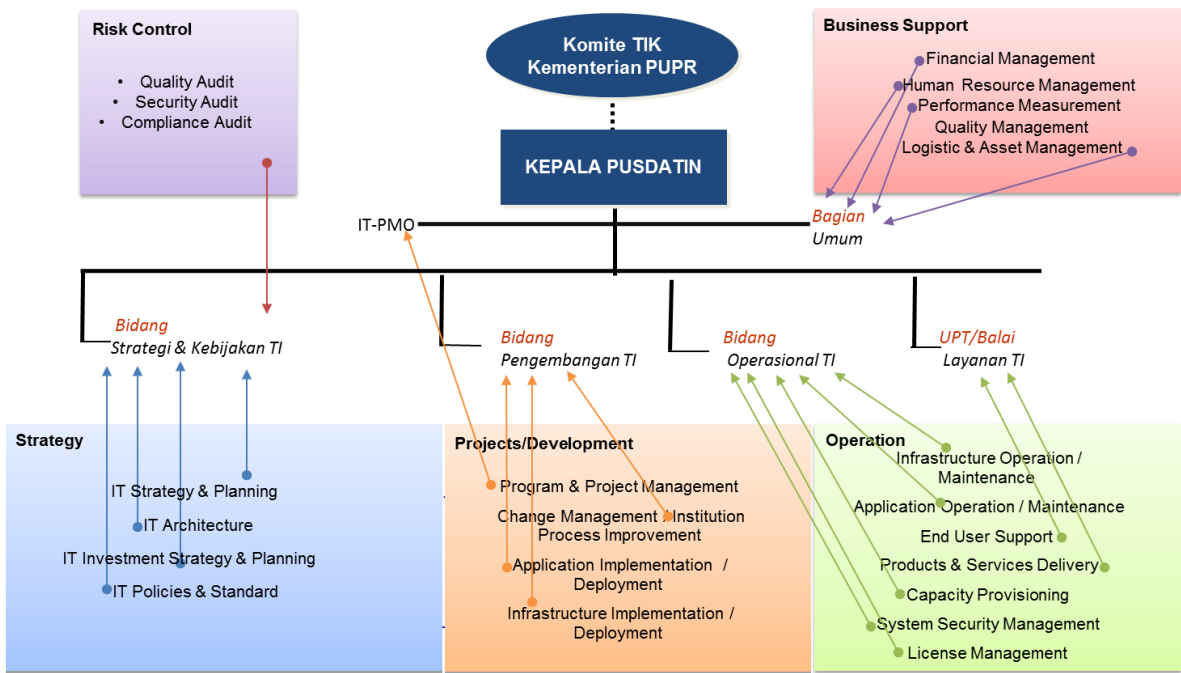 Risk Control
• Quality Audit
• Security Audit
• Compliance Audit
Komite TIK
Kementerian PUPR
KEPALA PUSDATIN
Business Support
Financial Management
Human Resource Management
Performance Measurement
Quality Management
Logistic & Asset Management
IT-PMO
Bagian
Umum
Bidang
Strategi & Kebijakan TI
Bidang
Pengembangan TI
Bidang
Operasional TI
UPT/Balai
Layanan TI
Strategy
IT Strategy & Planning
IT Architecture
IT Investment Strategy & Planning
IT Policies & Standard
Projects/Development
Program & Project Management
Change Management / Institution
Process Improvement
Application Implementation /
Deployment
Infrastructure Implementation /
Deployment
Operation
Infrastructure Operation /
Maintenance
Application Operation / Maintenance
End User Support
Products & Services Delivery
Capacity Provisioning
System Security Management
License Management